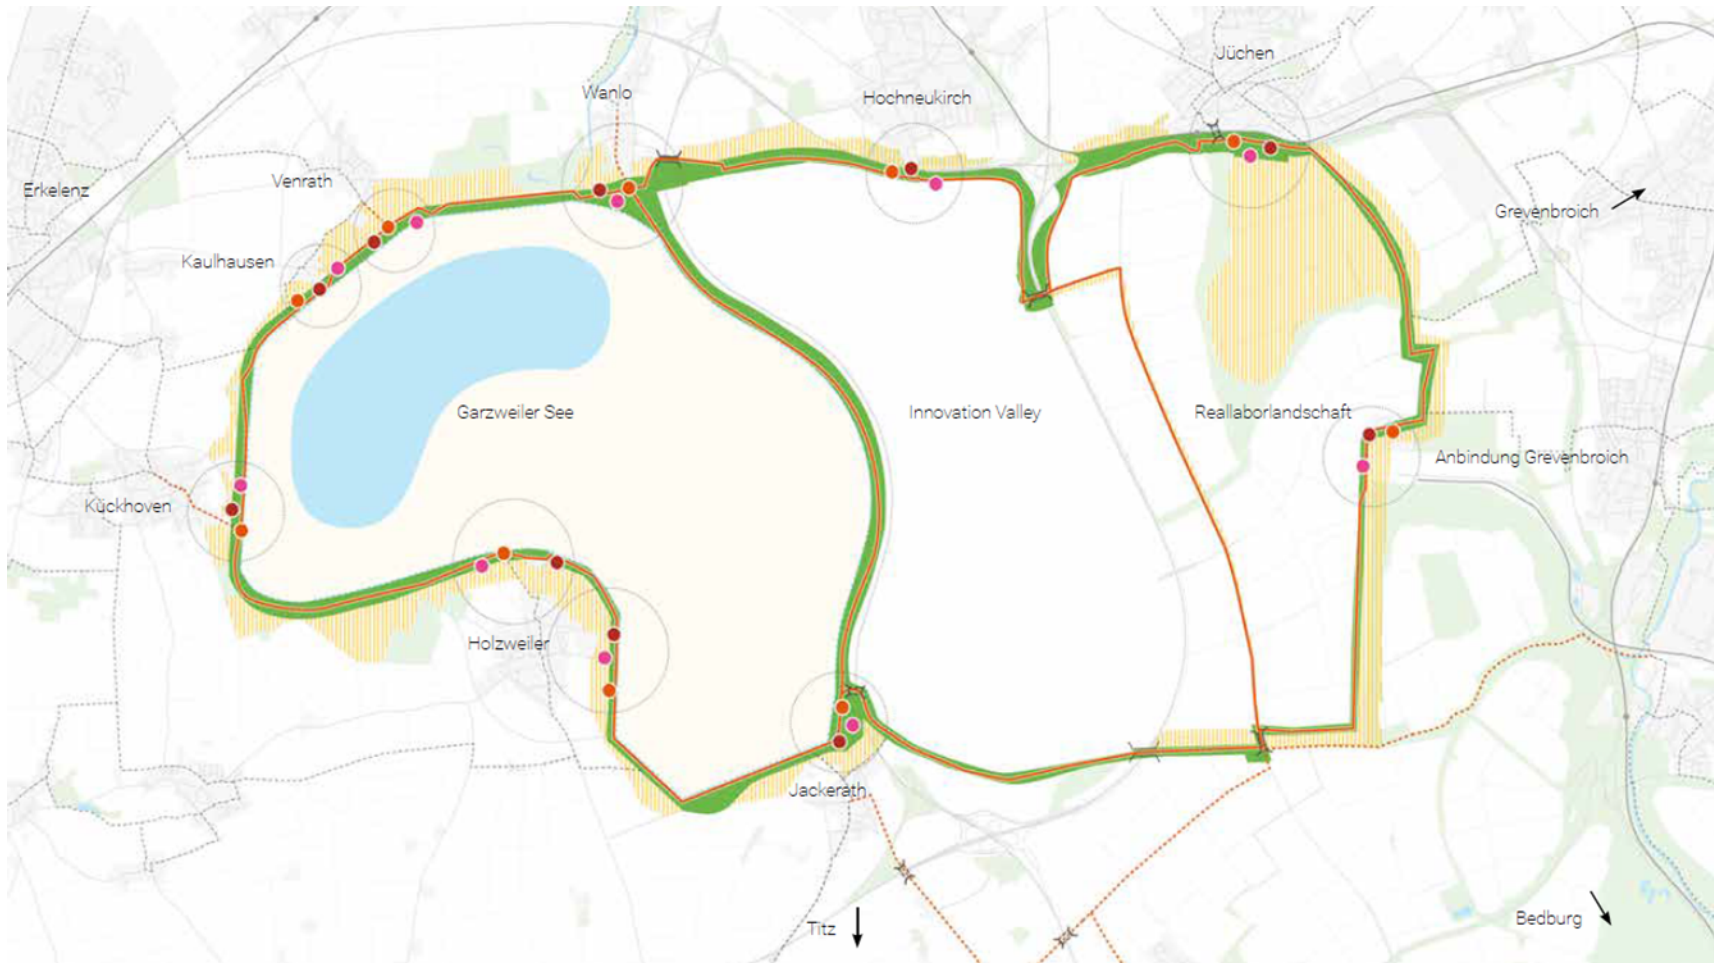 Jüchen
Wanlo
Hochneukirch
Venrath
Erkelenz
Grevenbroich
Kaulhausen
Garzweiler See
Innovation Valley
Reallaborlandschaft
Anbindung Grevenbroich
Kückhoven
Holzweiler
Jackerath
Bedburg
Titz